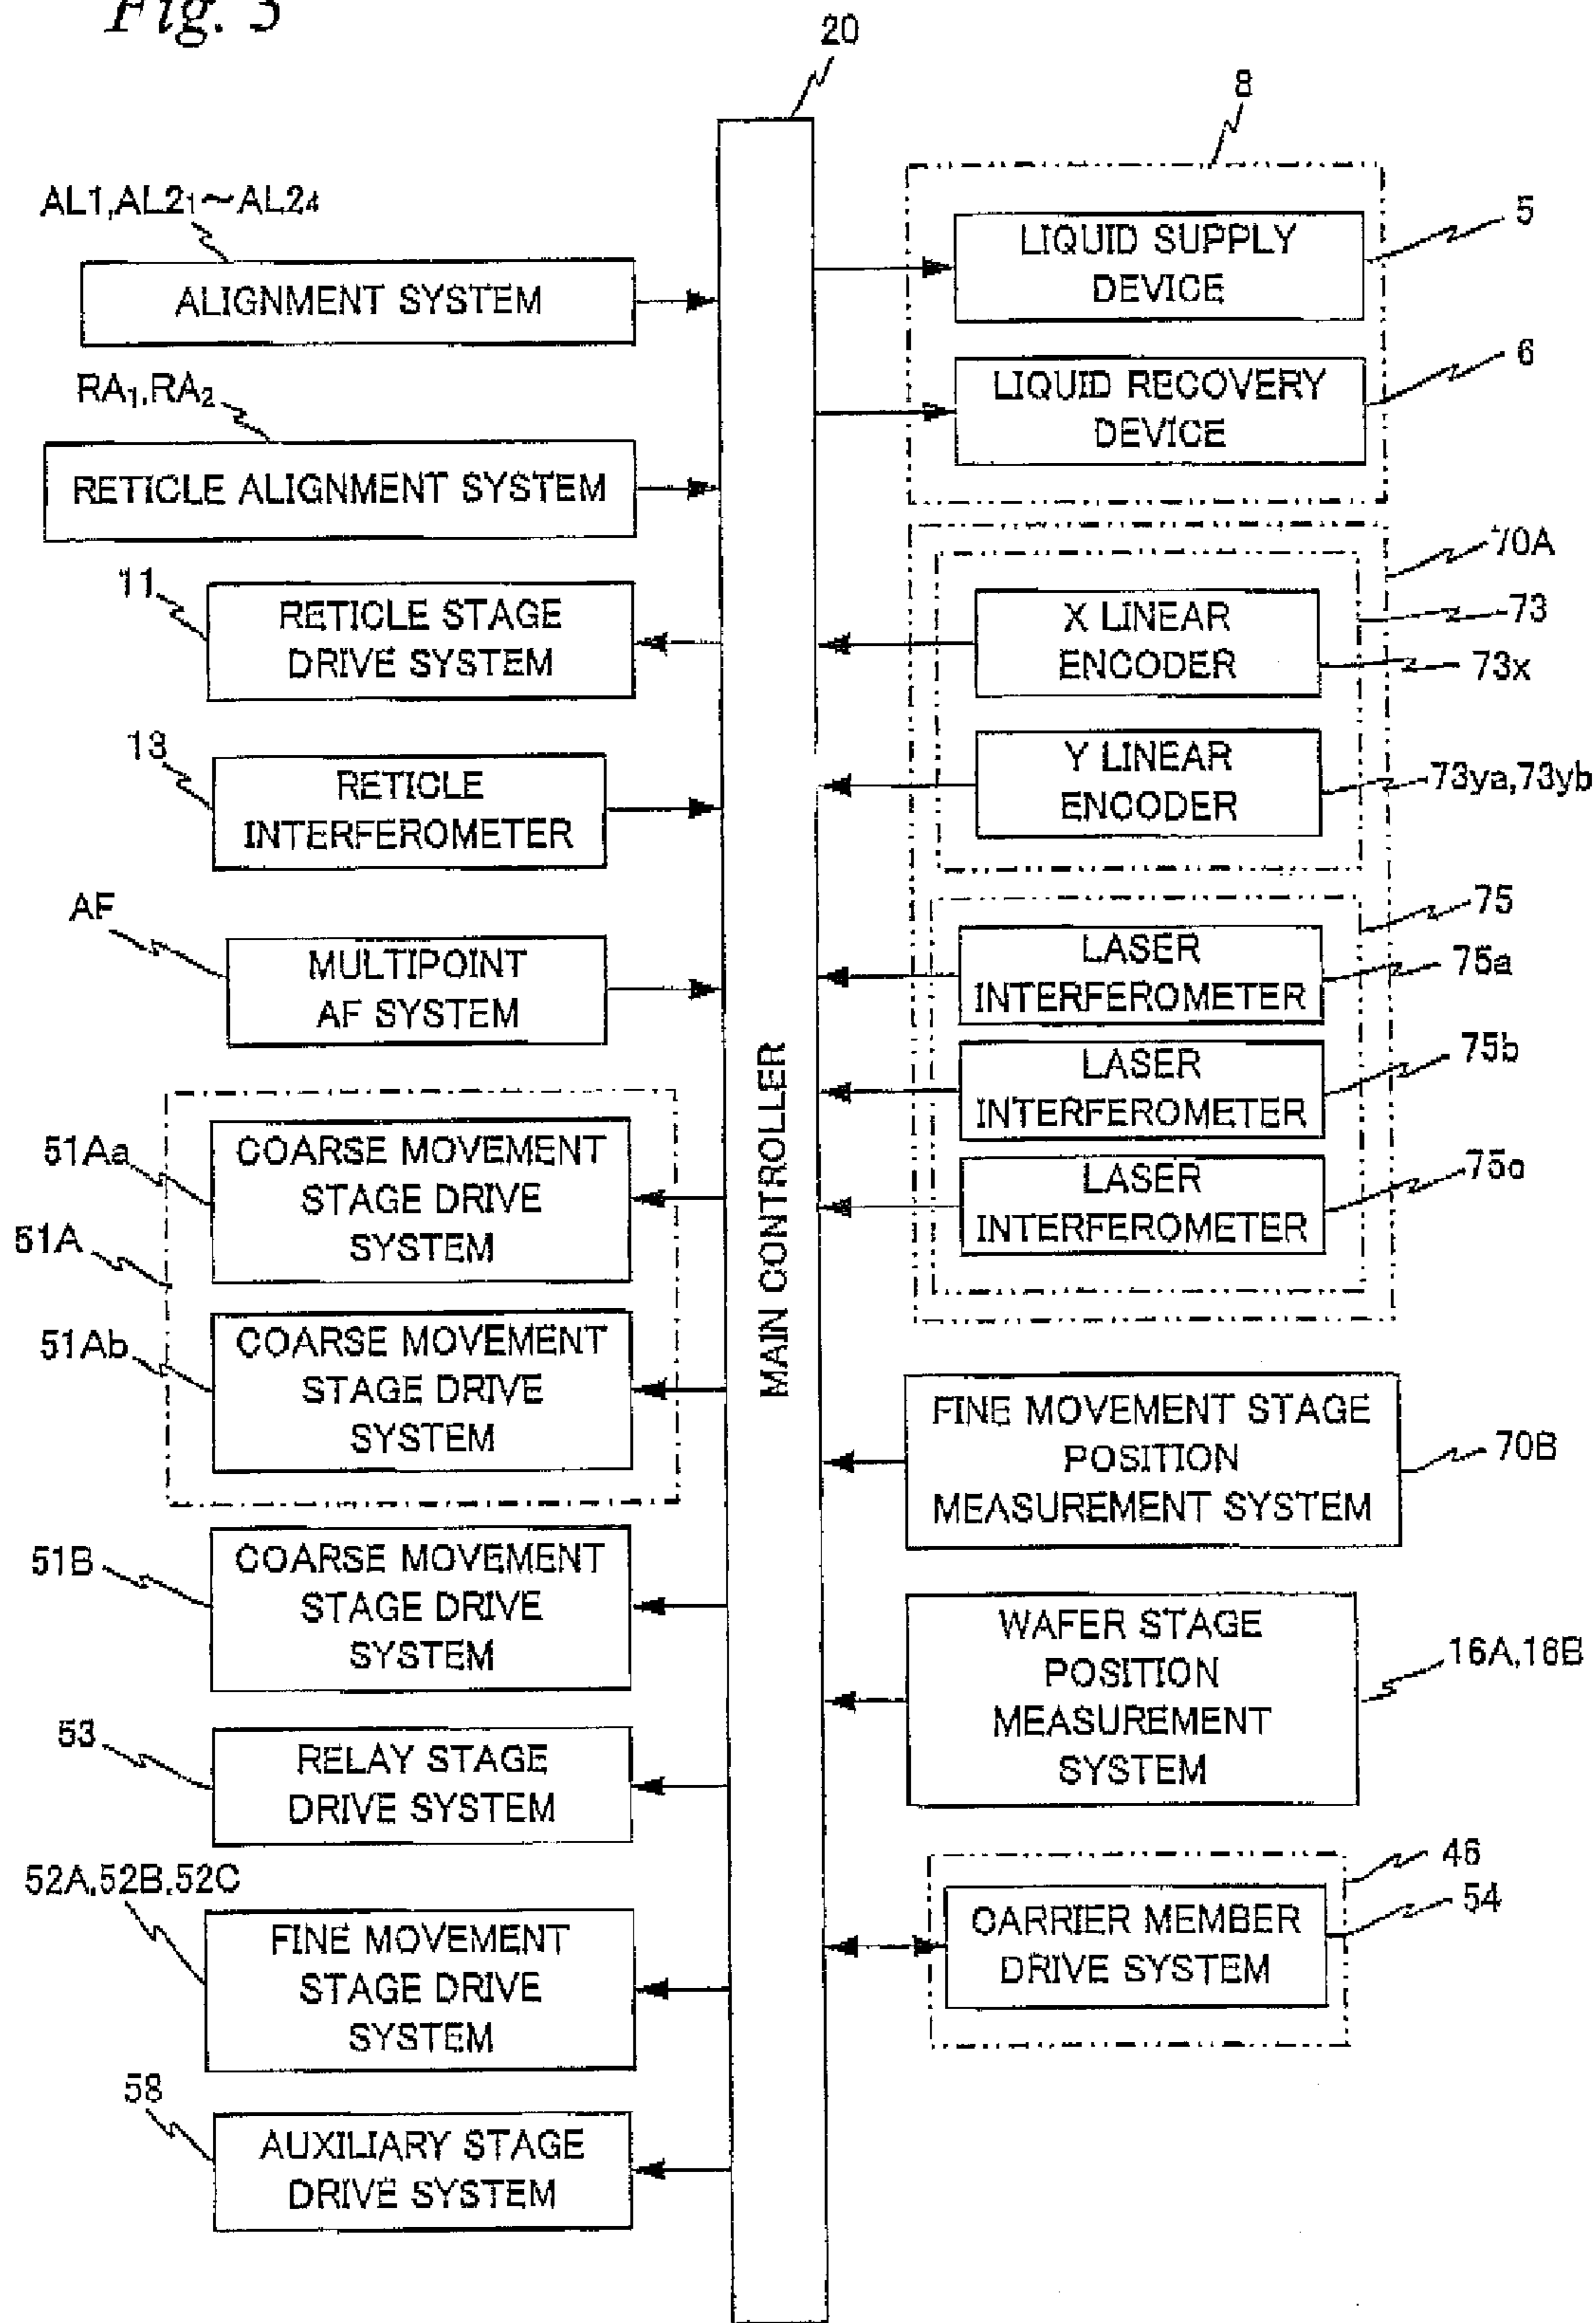 Fig. 3
20
8
AL1,AL2₁~AL2₄
ALIGNMENT SYSTEM
RA₁,RA₂
RETICLE ALIGNMENT SYSTEM
11
RETICLE STAGE
DRIVE SYSTEM
13
RETICLE
INTERFEROMETER
AF
MULTIPOINT
AF SYSTEM
51Aa
COARSE MOVEMENT
STAGE DRIVE
SYSTEM
51A
51Ab
COARSE MOVEMENT
STAGE DRIVE
SYSTEM
51B
COARSE MOVEMENT
STAGE DRIVE
SYSTEM
53
RELAY STAGE
DRIVE SYSTEM
52A,52B,52C
FINE MOVEMENT
STAGE DRIVE
SYSTEM
58
AUXILIARY STAGE
DRIVE SYSTEM
MAIN CONTROLLER
LIQUID SUPPLY
DEVICE
5
LIQUID RECOVERY
DEVICE
6
70A
73
X LINEAR
ENCODER
73x
Y LINEAR
ENCODER
73ya,73yb
75
LASER
INTERFEROMETER
75a
LASER
INTERFEROMETER
75b
LASER
INTERFEROMETER
75c
FINE MOVEMENT STAGE
POSITION
MEASUREMENT SYSTEM
70B
WAFER STAGE
POSITION
MEASUREMENT
SYSTEM
16A,16B
46
CARRIER MEMBER
DRIVE SYSTEM
54